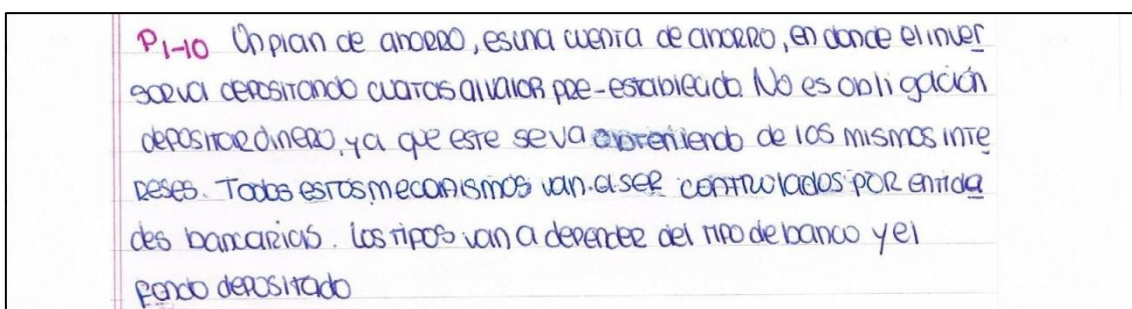 P1-10 Un plan de ahorro, es una cuenta de ahorro, en donde el inver
sor va depositando cuotas al valor pre-establecido. No es obligación
depositar dinero, ya que este se va obteniendo de los mismos inte
reses. Todos estos mecanismos van a ser controlados por entida
des bancarias. Los tipos van a depender del tipo de banco y el
fondo depositado